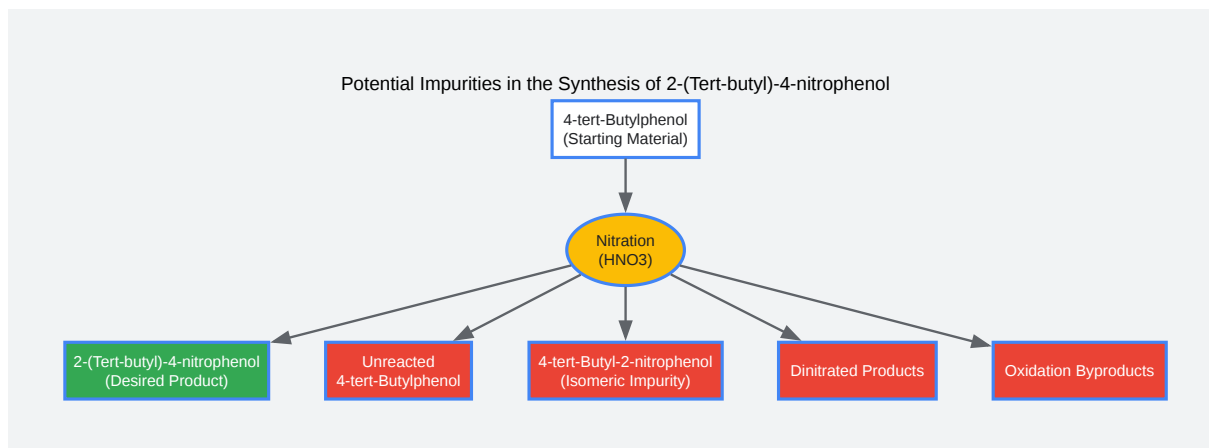 Potential Impurities in the Synthesis of 2-(Tert-butyl)-4-nitrophenol
4-tert-Butylphenol
(Starting Material)
Nitration
(HNO3)
2-(Tert-butyl)-4-nitrophenol
(Desired Product)
Unreacted
4-tert-Butylphenol
4-tert-Butyl-2-nitrophenol
(Isomeric Impurity)
Dinitrated Products
Oxidation Byproducts